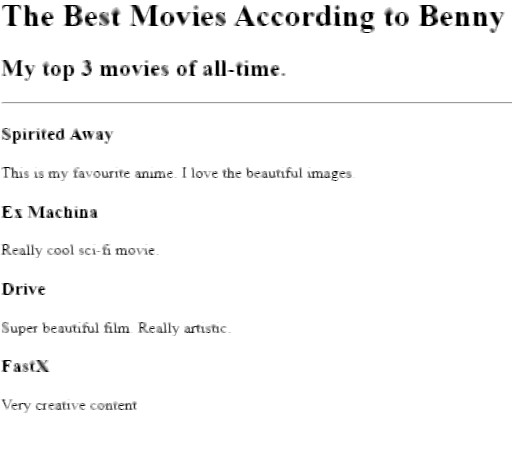 The Best Movies According to Benny
My top 3 movies of all-time.
Spirited Away
This is my favourite anime. I love the beautiful images.
Ex Machina
Really cool sci-fi movie.
Drive
Super beautiful film. Really artistic.
FastX
Very creative content